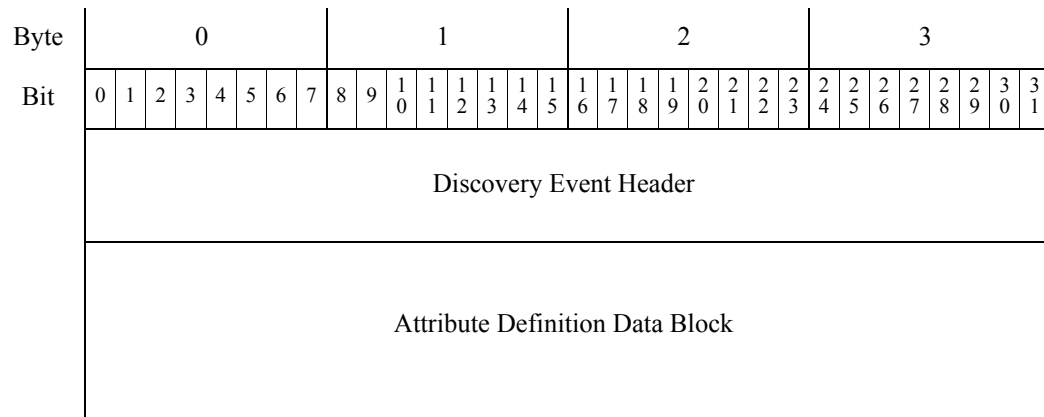 Byte 0 1 2 3
Bit 0 1 2 3 4 5 6 7 8 9 10 11 12 13 14 15 16 17 18 19 20 21 22 23 24 25 26 27 28 29 30 31
Discovery Event Header
Attribute Definition Data Block